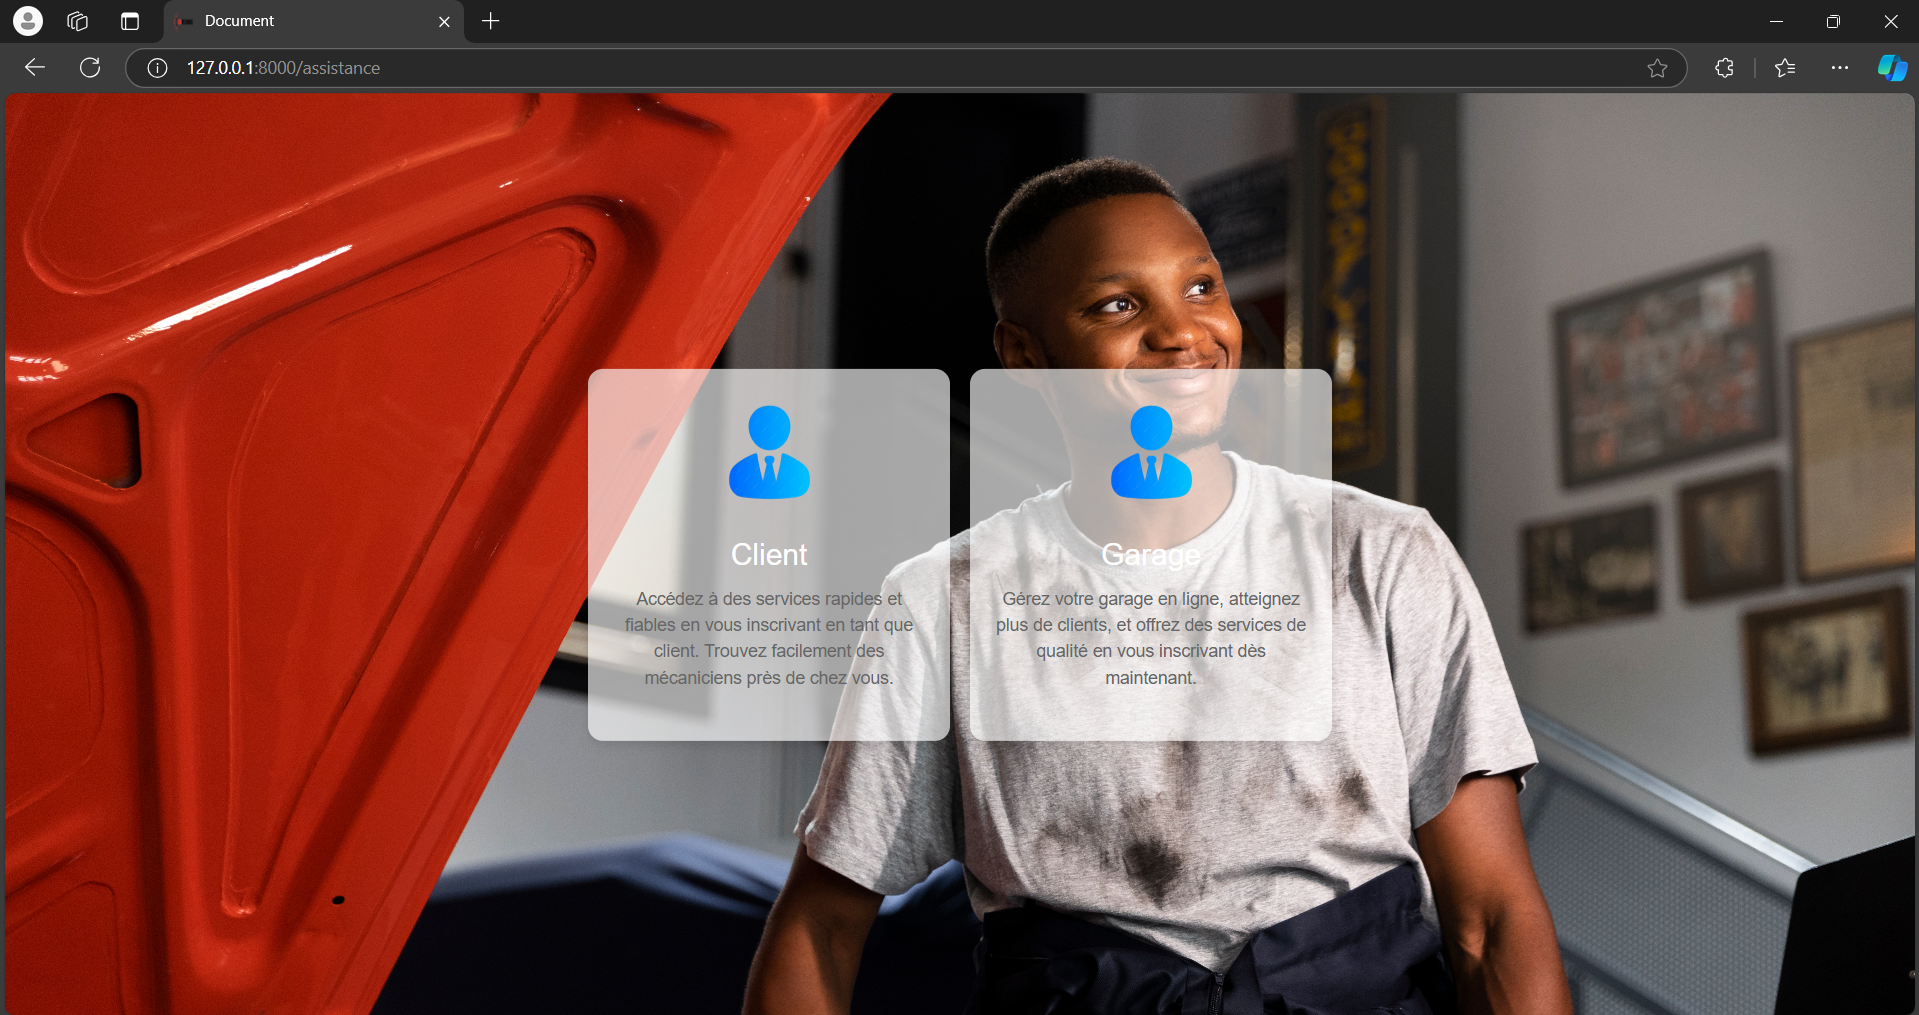 Document
127.0.0.1:8000/assistance
Client
Accédez à des services rapides et
fiables en vous inscrivant en tant que
client. Trouvez facilement des
mécaniciens près de chez vous.
Garage
Gérez votre garage en ligne, atteignez
plus de clients, et offrez des services de
qualité en vous inscrivant dès
maintenant.